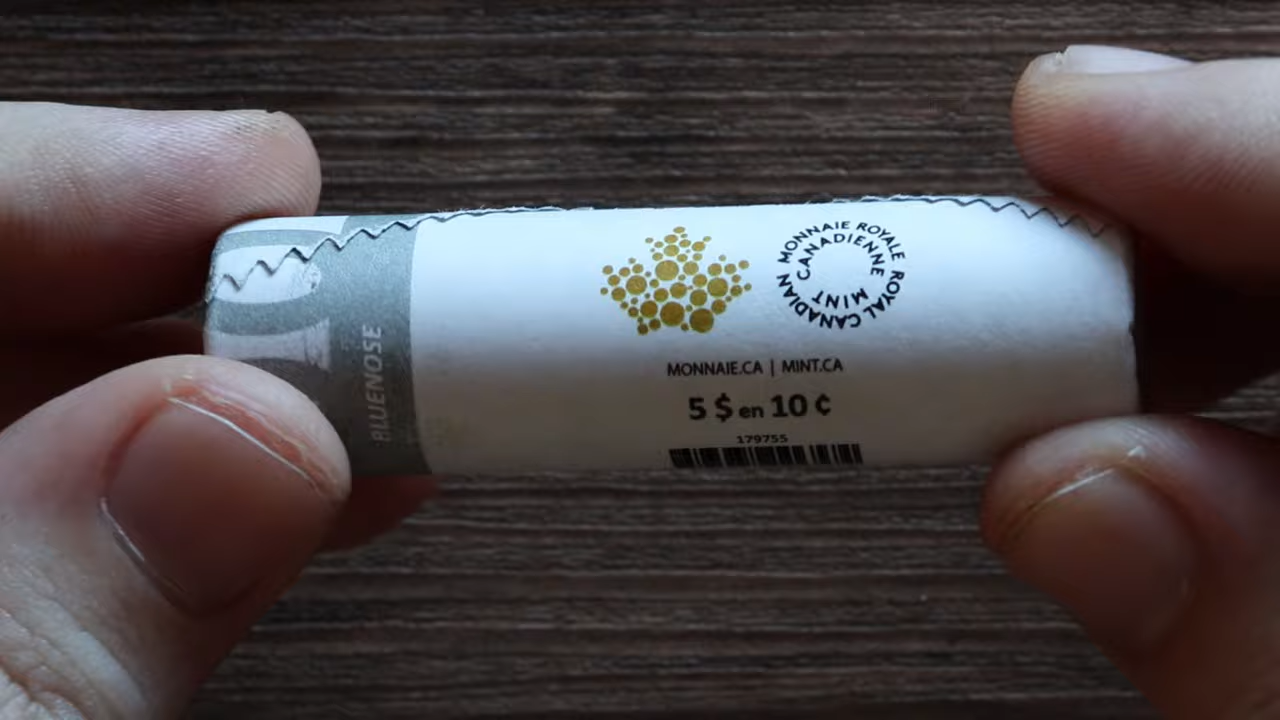 BLUENOSE
MONNAIE ROYALE
CANADIENNE
ROYAL CANADIAN
MINT
MONNAIE.CA | MINT.CA
5 $ en 10 ¢
179755